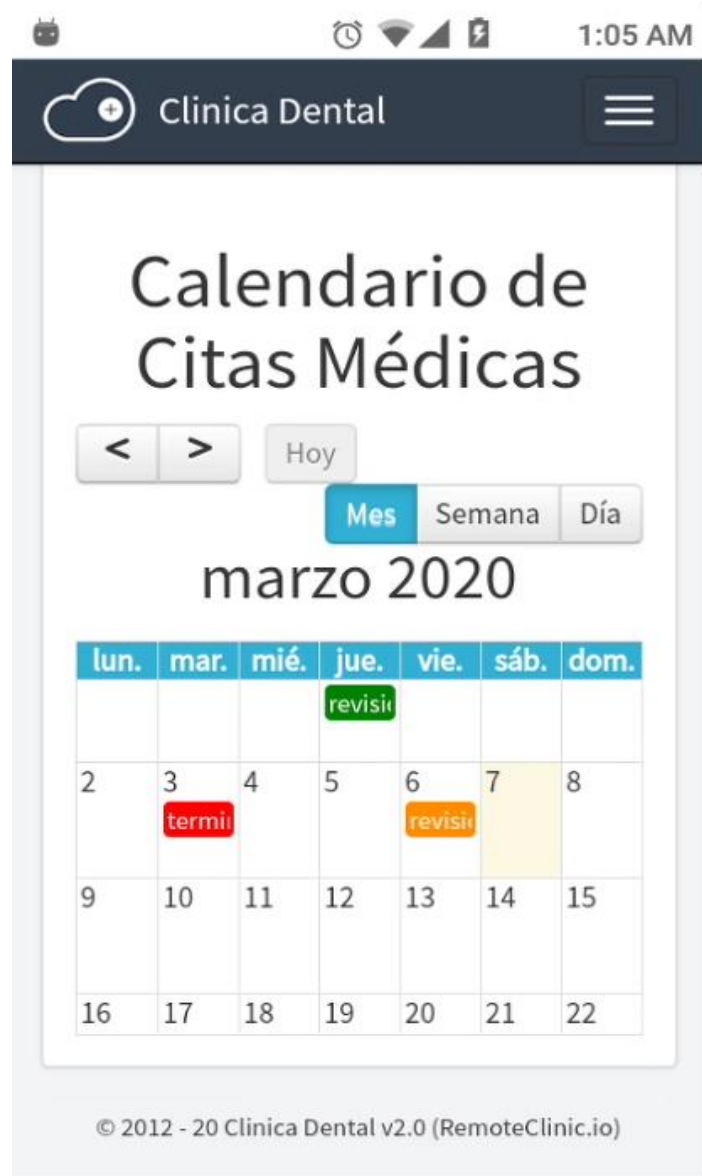 1:05 AM
Clinica Dental
Calendario de
Citas Médicas
< > Hoy
Mes Semana Día
marzo 2020
lun. mar. mié. jue. vie. sáb. dom.
2 3 4 5 6 7 8
9 10 11 12 13 14 15
16 17 18 19 20 21 22
© 2012 - 20 Clinica Dental v2.0 (RemoteClinic.io)